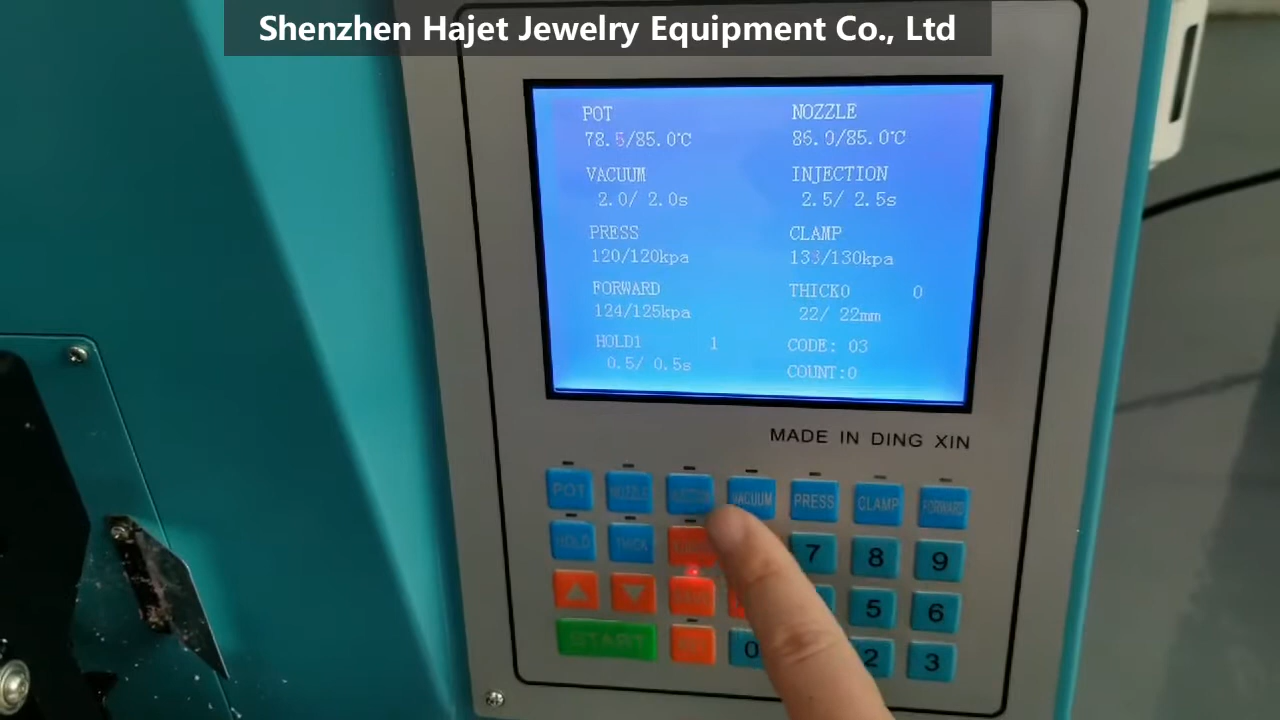 Shenzhen Hajet Jewelry Equipment Co., Ltd
POT NOZZLE
78.5/85.0℃ 86.0/85.0℃
VACUUM INJECTION
2.0/ 2.0s 2.5/ 2.5s
PRESS CLAMP
120/120kpa 133/130kpa
FORWARD THICKO 0
124/125kpa 22/ 22mm
HOLD1 1 CODE: 03
0.5/ 0.5s COUNT:0
MADE IN DING XIN
POT NOZZLE VACUUM PRESS CLAMP FORWARD
HOLD THICK 7 8 9
5 6
START 0 2 3